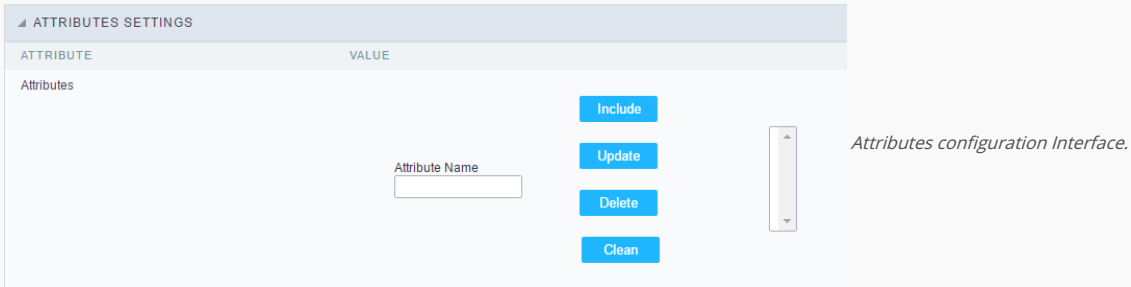 ATTRIBUTES SETTINGS
ATTRIBUTE VALUE
Attributes
Include
Attributes configuration Interface.
Update
Attribute Name
Delete
Clean